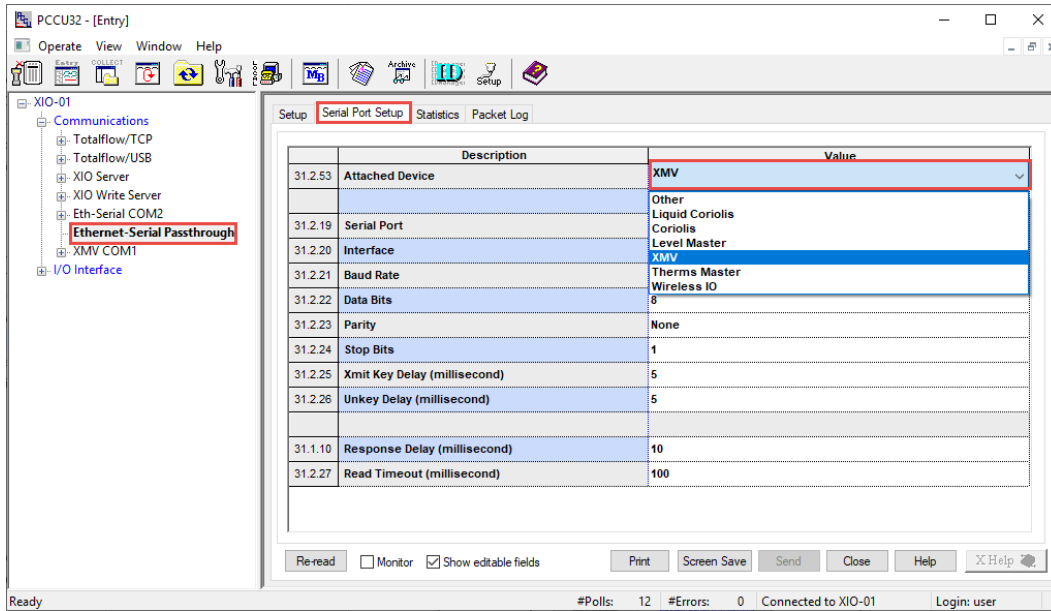 PCCU32 - [Entry]
Operate View Window Help
Entry COLLECT Archive
MB ID Setup
XIO-01
Communications
Totalflow/TCP
Totalflow/USB
XIO Server
XIO Write Server
Eth-Serial COM2
Ethernet-Serial Passthrough
XMV COM1
I/O Interface
Setup Serial Port Setup Statistics Packet Log
Description Value
31.2.53 Attached Device XMV
Other
Liquid Coriolis
Coriolis
Level Master
XMV
Therms Master
Wireless IO
31.2.19 Serial Port
31.2.20 Interface
31.2.21 Baud Rate
31.2.22 Data Bits 8
31.2.23 Parity None
31.2.24 Stop Bits 1
31.2.25 Xmit Key Delay (millisecond) 5
31.2.26 Unkey Delay (millisecond) 5
31.1.10 Response Delay (millisecond) 10
31.2.27 Read Timeout (millisecond) 100
Re-read Monitor Show editable fields Print Screen Save Send Close Help X Help
Ready #Polls: 12 #Errors: 0 Connected to XIO-01 Login: user